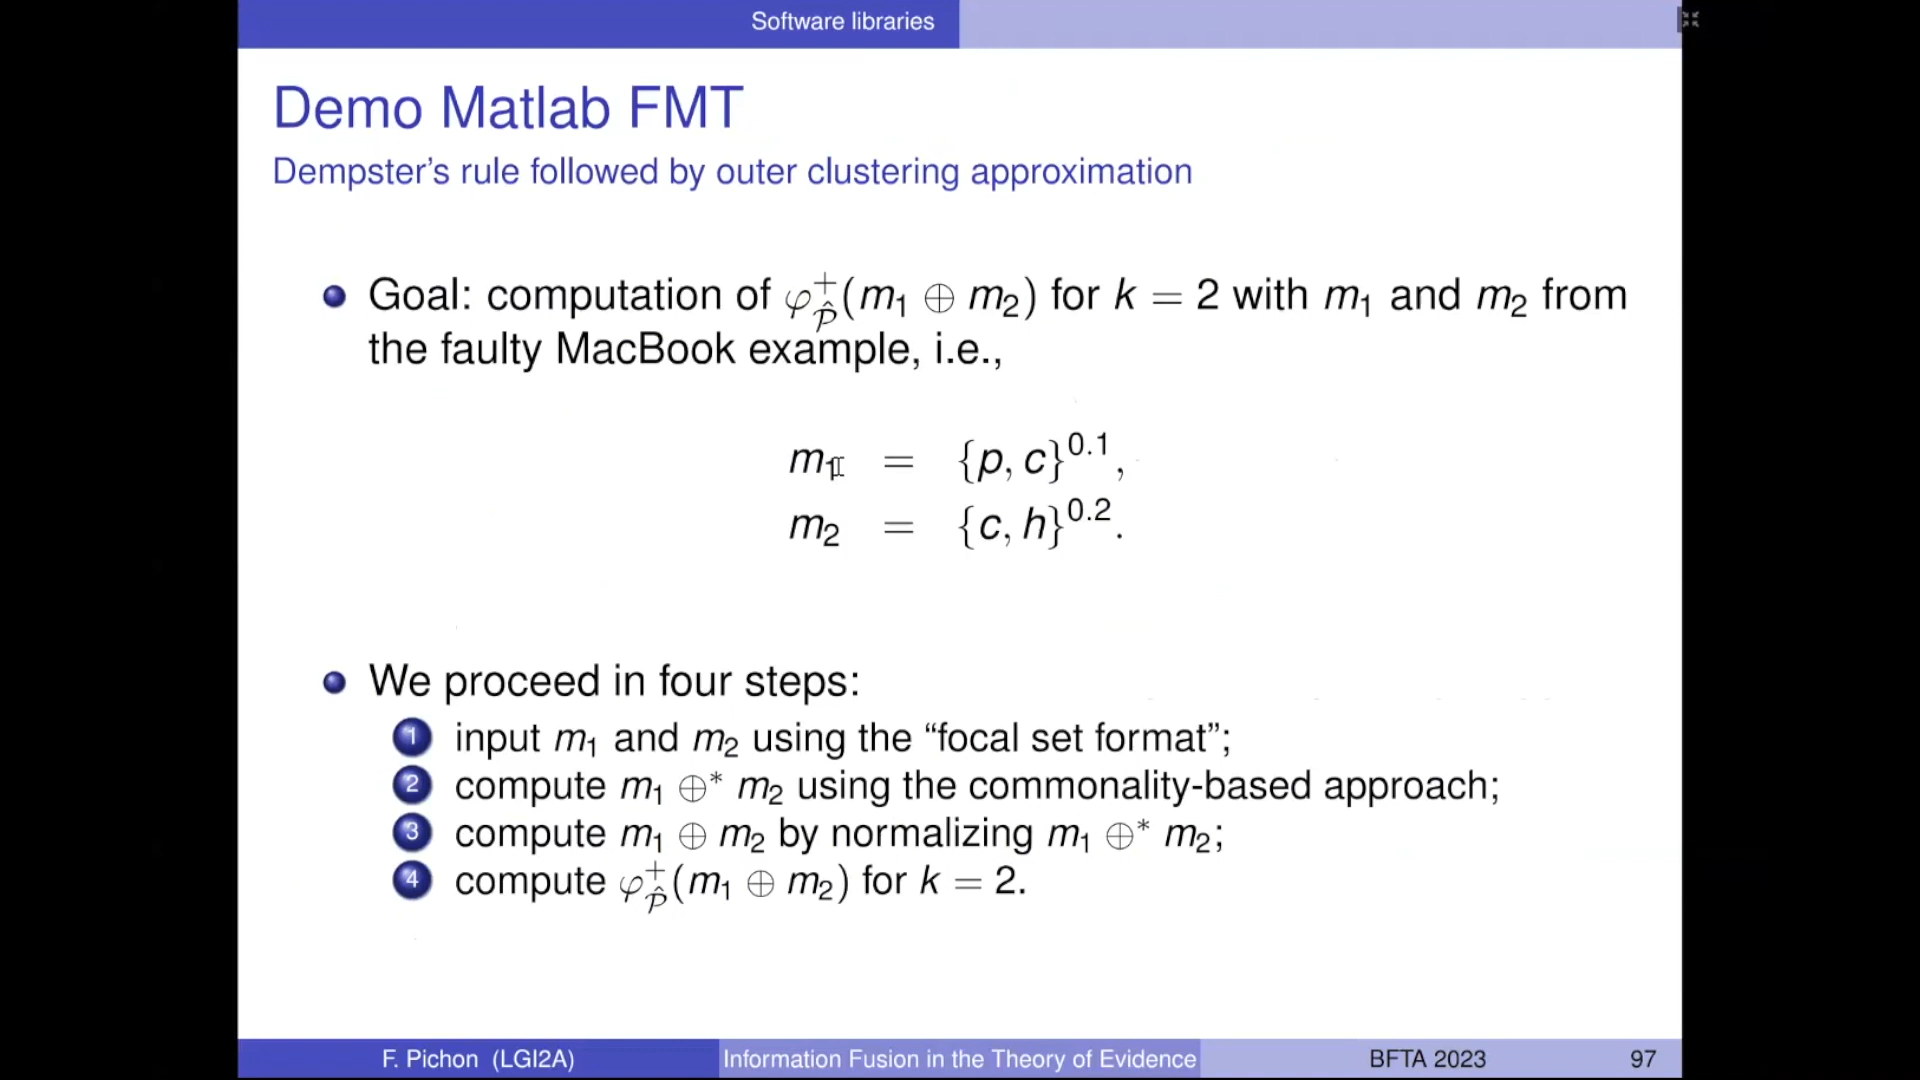 Software libraries
Demo Matlab FMT
Dempster's rule followed by outer clustering approximation
Goal: computation of φ⁺_𝒫̂(m₁ ⊕ m₂) for k = 2 with m₁ and m₂ from
the faulty MacBook example, i.e.,
m₁ = {p, c}^0.1,
m₂ = {c, h}^0.2.
We proceed in four steps:
1 input m₁ and m₂ using the “focal set format”;
2 compute m₁ ⊕* m₂ using the commonality-based approach;
3 compute m₁ ⊕ m₂ by normalizing m₁ ⊕* m₂;
4 compute φ⁺_𝒫̂(m₁ ⊕ m₂) for k = 2.
F. Pichon (LGI2A) Information Fusion in the Theory of Evidence BFTA 2023 97